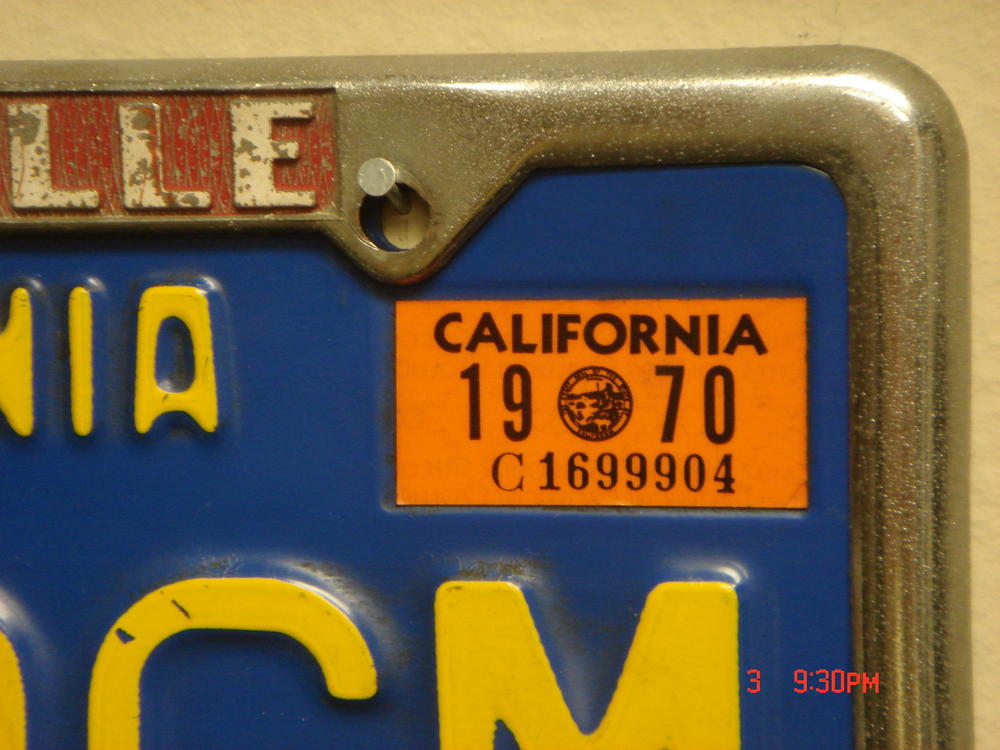 LLE
NIA
CALIFORNIA
19 70
C1699904
CM
3 9:30PM